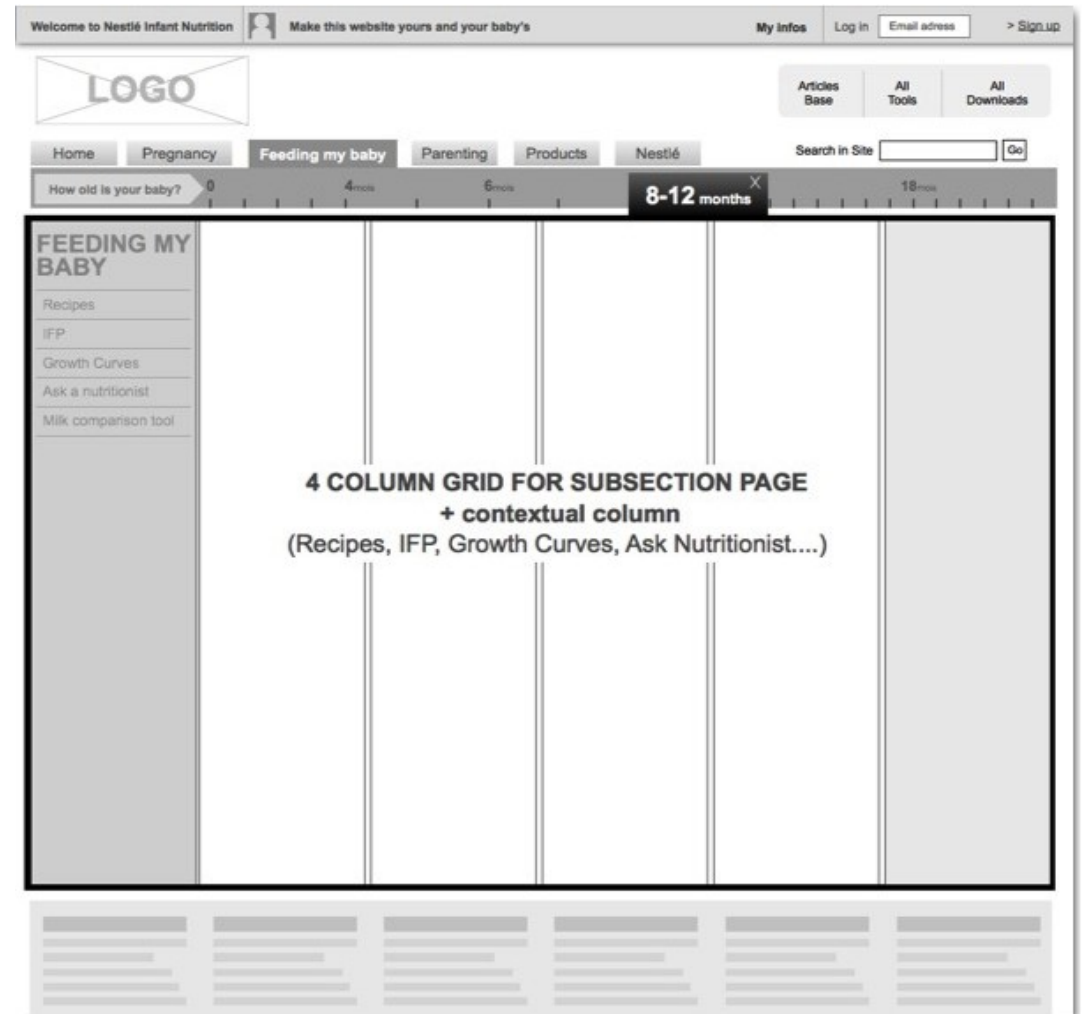 Welcome to Nestlé Infant Nutrition
Make this website yours and your baby's
My infos
Log in
Email adress
> Sign up
LOGO
Articles Base
All Tools
All Downloads
Home
Pregnancy
Feeding my baby
Parenting
Products
Nestlé
Search in Site
Go
How old is your baby?
0
4mois
6mois
8-12 months
X
18mois
FEEDING MY
BABY
Recipes
IFP
Growth Curves
Ask a nutritionist
Milk comparison tool
4 COLUMN GRID FOR SUBSECTION PAGE
+ contextual column
(Recipes, IFP, Growth Curves, Ask Nutritionist....)